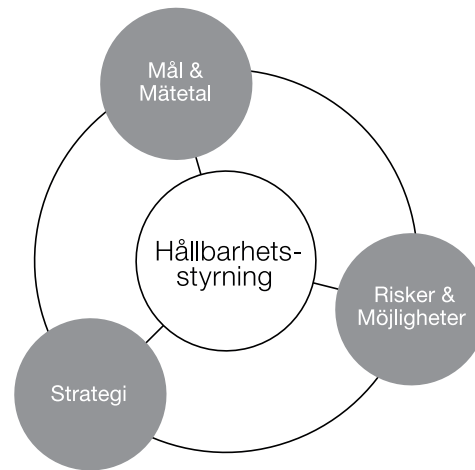 Mål &
Mätetal
Hållbarhets-
styrning
Risker &
Möjligheter
Strategi